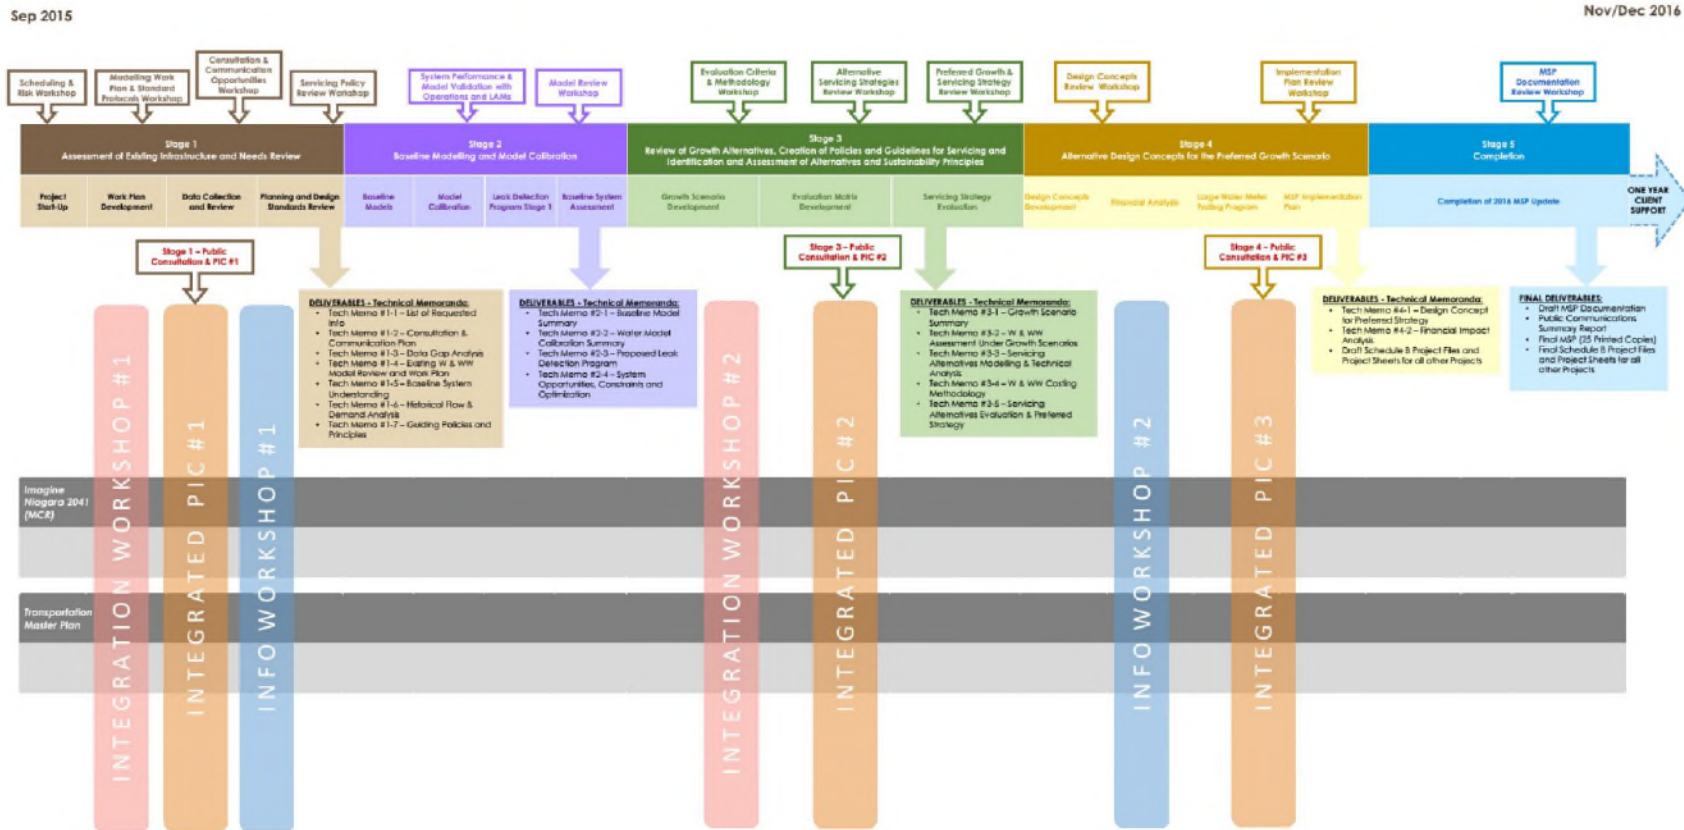 Sep 2015
Nov/Dec 2016
Scheduling &
Risk Workshop
Modelling Work
Plan & Standard
Protocols Workshop
Consultation &
Communication
Opportunities
Workshop
Servicing Policy
Review Workshop
System Performance &
Model Validation with
Operations and LAMs
Model Review
Workshop
Evaluation Criteria
& Methodology
Workshop
Alternative
Servicing Strategies
Review Workshop
Preferred Growth &
Servicing Strategy
Review Workshop
Design Concepts
Review Workshop
Implementation
Plan Review
Workshop
MSP
Documentation
Review Workshop
Stage 1
Assessment of Existing Infrastructure and Needs Review
Stage 2
Baseline Modelling and Model Calibration
Stage 3
Review of Growth Alternatives, Creation of Policies and Guidelines for Servicing and
Identification and Assessment of Alternatives and Sustainability Principles
Stage 4
Alternative Design Concepts for the Preferred Growth Scenario
Stage 5
Completion
Project
Start-Up
Work Plan
Development
Data Collection
and Review
Planning and Design
Standards Review
Baseline
Models
Model
Calibration
Leak Detection
Program Stage 1
Baseline System
Assessment
Growth Scenario
Development
Evaluation Matrix
Development
Servicing Strategy
Evaluation
Design Concepts
Development
Financial Analysis
Large Water Meter
Testing Program
MSP Implementation
Plan
Completion of 2016 MSP Update
ONE YEAR
CLIENT
SUPPORT
Stage 1 – Public
Consultation & PIC #1
Stage 3 – Public
Consultation & PIC #2
Stage 4 – Public
Consultation & PIC #3
DELIVERABLES - Technical Memoranda:
• Tech Memo #1-1 – List of Requested
Info
• Tech Memo #1-2 – Consultation &
Communication Plan
• Tech Memo #1-3 – Data Gap Analysis
• Tech Memo #1-4 – Existing W & WW
Model Review and Work Plan
• Tech Memo #1-5 – Baseline System
Understanding
• Tech Memo #1-6 – Historical Flow &
Demand Analysis
• Tech Memo #1-7 – Guiding Policies and
Principles
DELIVERABLES - Technical Memoranda:
• Tech Memo #2-1 – Baseline Model
Summary
• Tech Memo #2-2 – Water Model
Calibration Summary
• Tech Memo #2-3 – Proposed Leak
Detection Program
• Tech Memo #2-4 – System
Opportunities, Constraints and
Optimization
DELIVERABLES - Technical Memoranda:
• Tech Memo #3-1 – Growth Scenario
Summary
• Tech Memo #3-2 – W & WW
Assessment Under Growth Scenarios
• Tech Memo #3-3 – Servicing
Alternatives Modelling & Technical
Analysis
• Tech Memo #3-4 – W & WW Costing
Methodology
• Tech Memo #3-5 – Servicing
Alternatives Evaluation & Preferred
Strategy
DELIVERABLES - Technical Memoranda:
• Tech Memo #4-1 – Design Concept
for Preferred Strategy
• Tech Memo #4-2 – Financial Impact
Analysis
• Draft Schedule B Project Files and
Project Sheets for all other Projects
FINAL DELIVERABLES:
• Draft MSP Documentation
• Public Communications
Summary Report
• Final MSP (25 Printed Copies)
• Final Schedule B Project Files
and Project Sheets for all
other Projects
INTEGRATION WORKSHOP #1
INTEGRATED PIC #1
INFO WORKSHOP #1
INTEGRATION WORKSHOP #2
INTEGRATED PIC #2
INFO WORKSHOP #2
INTEGRATED PIC #3
Imagine
Niagara 2041
(MCR)
Transportation
Master Plan